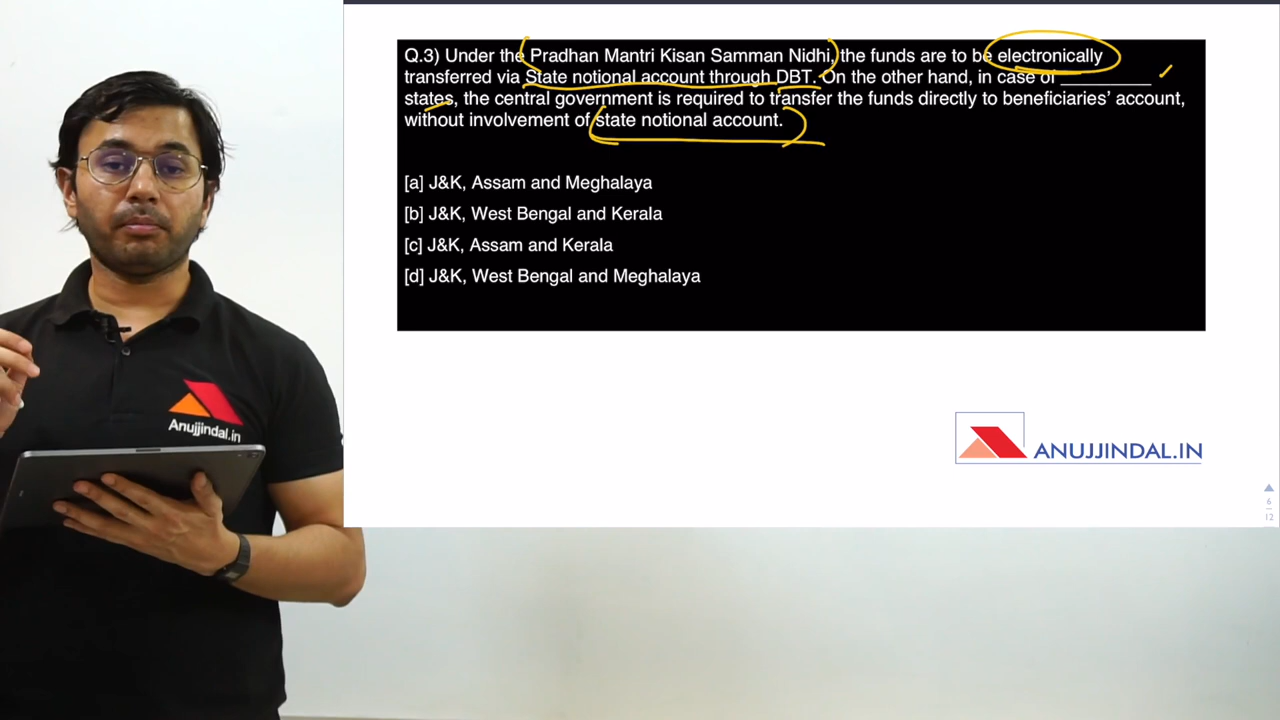 Q.3) Under the Pradhan Mantri Kisan Samman Nidhi, the funds are to be electronically
transferred via State notional account through DBT. On the other hand, in case of _________
states, the central government is required to transfer the funds directly to beneficiaries' account,
without involvement of state notional account.
[a] J&K, Assam and Meghalaya
[b] J&K, West Bengal and Kerala
[c] J&K, Assam and Kerala
[d] J&K, West Bengal and Meghalaya
Anujjindal.in
ANUJJINDAL.IN
6
12